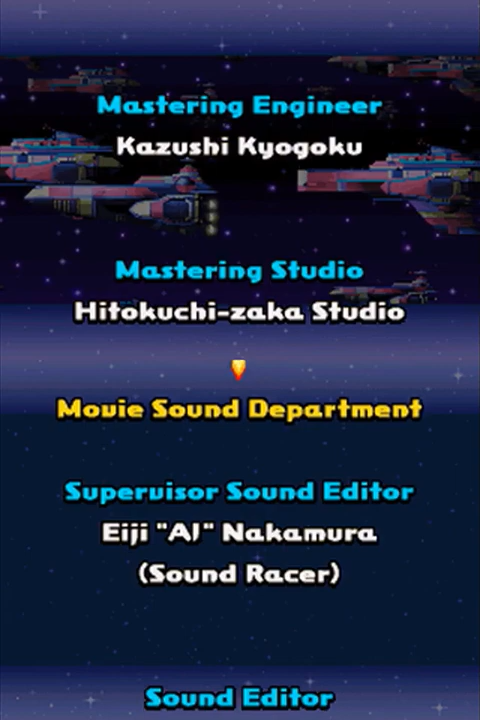 Mastering Engineer
Kazushi Kyogoku
Mastering Studio
Hitokuchi-zaka Studio
Movie Sound Department
Supervisor Sound Editor
Eiji "AJ" Nakamura
(Sound Racer)
Sound Editor